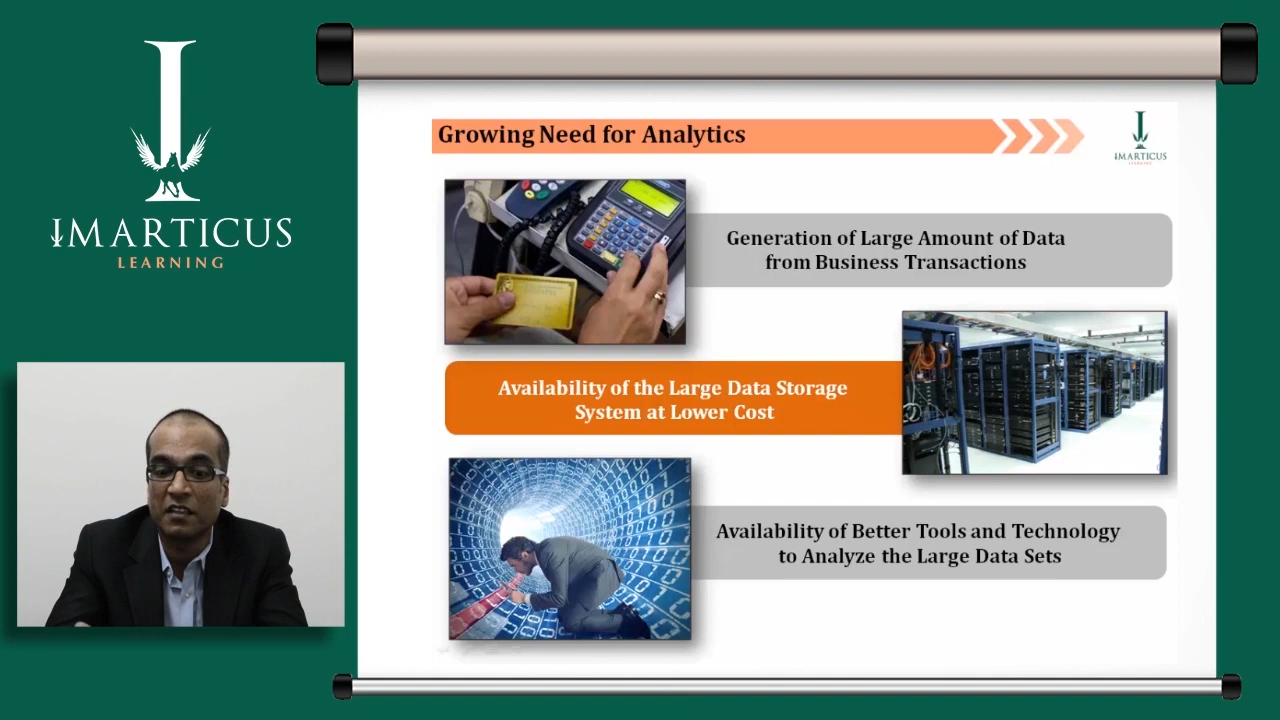 IMARTICUS
LEARNING
Growing Need for Analytics
IMARTICUS
LEARNING
Generation of Large Amount of Data
from Business Transactions
Availability of the Large Data Storage
System at Lower Cost
Availability of Better Tools and Technology
to Analyze the Large Data Sets